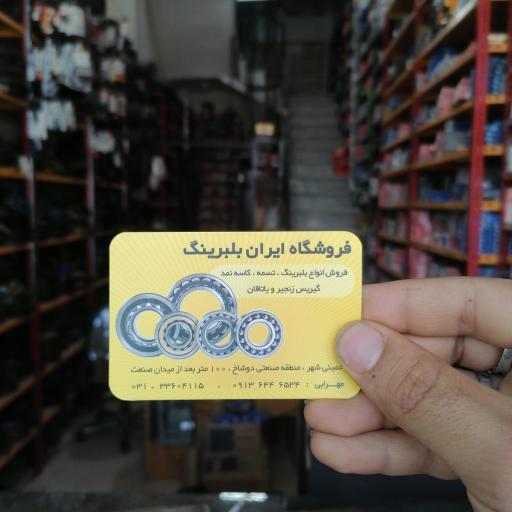 فروشگاه ایران بلبرینگ
فروش انواع بلبرینگ ، تسمه ، کاسه نمد
گیریس زنجیر و یاتاقان
خمینی شهر ، منطقه صنعتی دوشاخ ، ۱۰۰ متر بعد از میدان صنعت
مهرابی : ۰۹۱۳ ۶۴۴ ۶۵۳۴ - ۰۳۱ - ۳۳۶۰۴۱۱۵